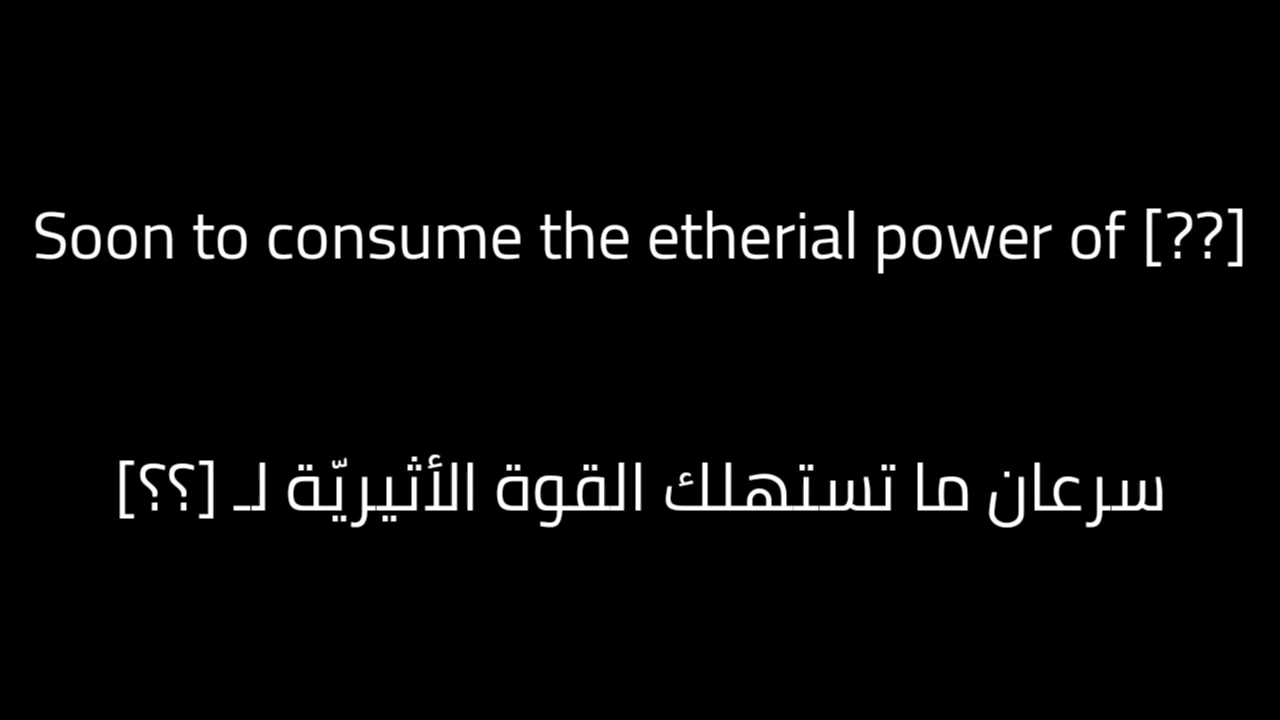 Soon to consume the etherial power of [??]
سرعان ما تستهلك القوة الأثيريّة لـ [؟؟]